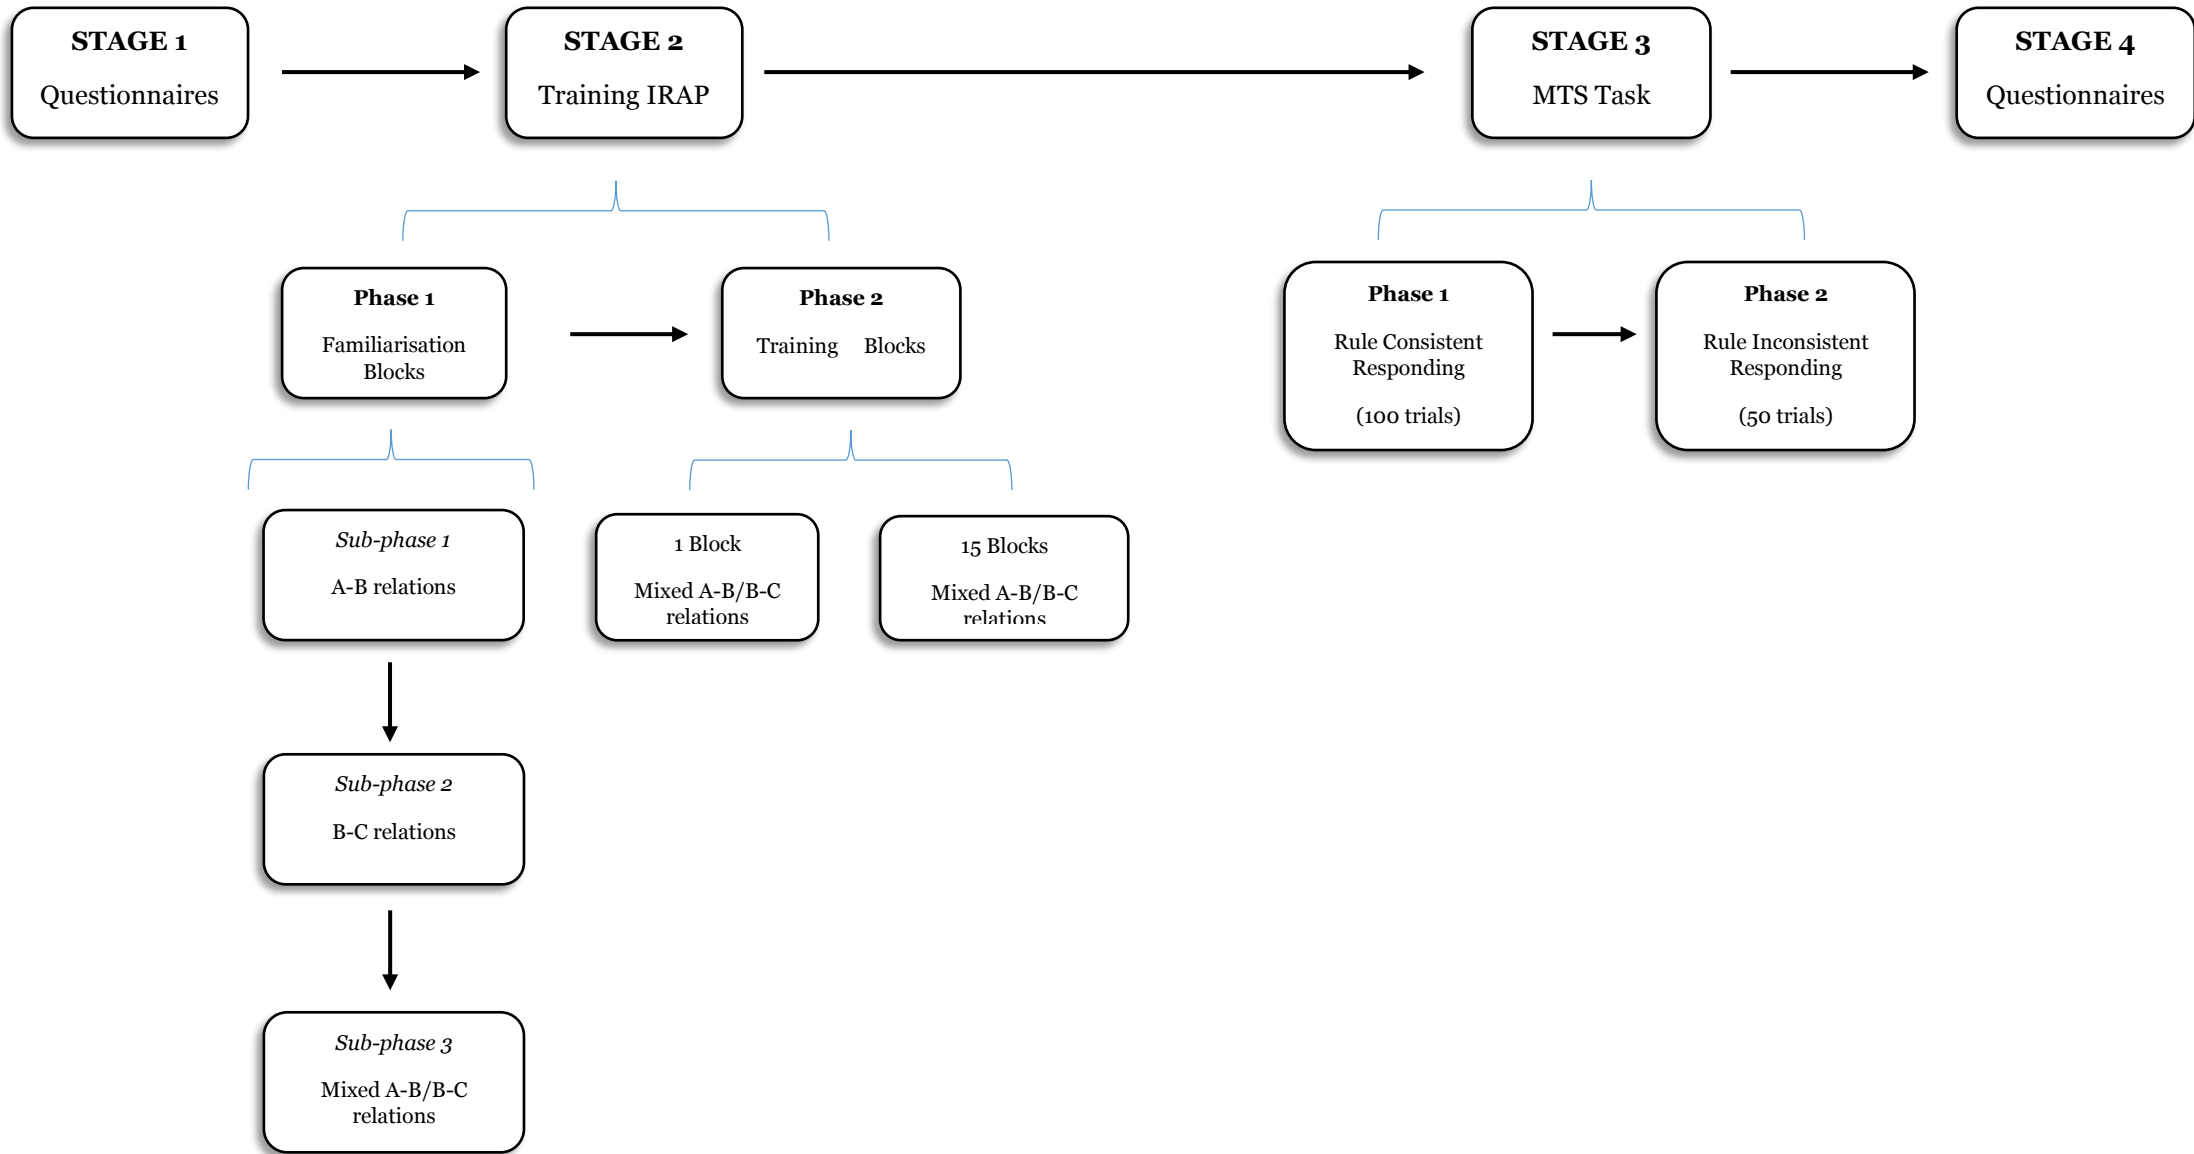 STAGE 1
Questionnaires
STAGE 2
Training IRAP
STAGE 3
MTS Task
STAGE 4
Questionnaires
Phase 1
Familiarisation
Blocks
Phase 2
Training Blocks
Phase 1
Rule Consistent
Responding
(100 trials)
Phase 2
Rule Inconsistent
Responding
(50 trials)
Sub-phase 1
A-B relations
1 Block
Mixed A-B/B-C
relations
15 Blocks
Mixed A-B/B-C
relations
Sub-phase 2
B-C relations
Sub-phase 3
Mixed A-B/B-C
relations